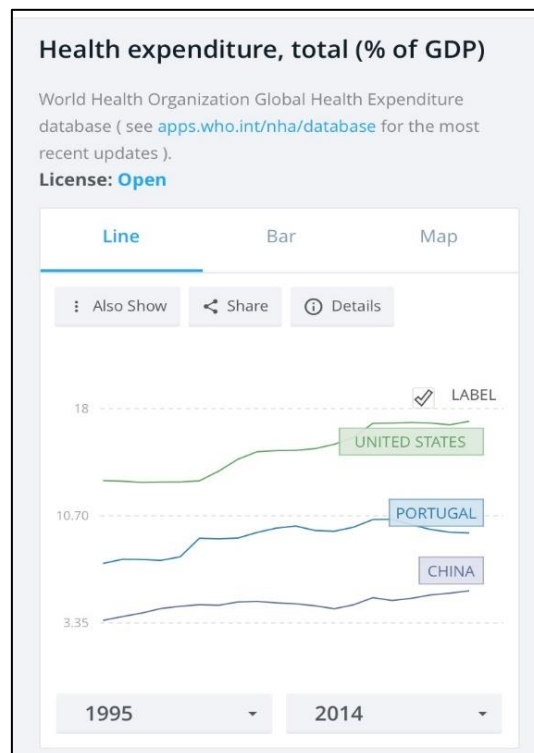 Health expenditure, total (% of GDP)
World Health Organization Global Health Expenditure
database ( see apps.who.int/nha/database for the most
recent updates ).
License: Open
Line Bar Map
Also Show Share Details
LABEL
18
UNITED STATES
10.70
PORTUGAL
CHINA
3.35
1995 2014